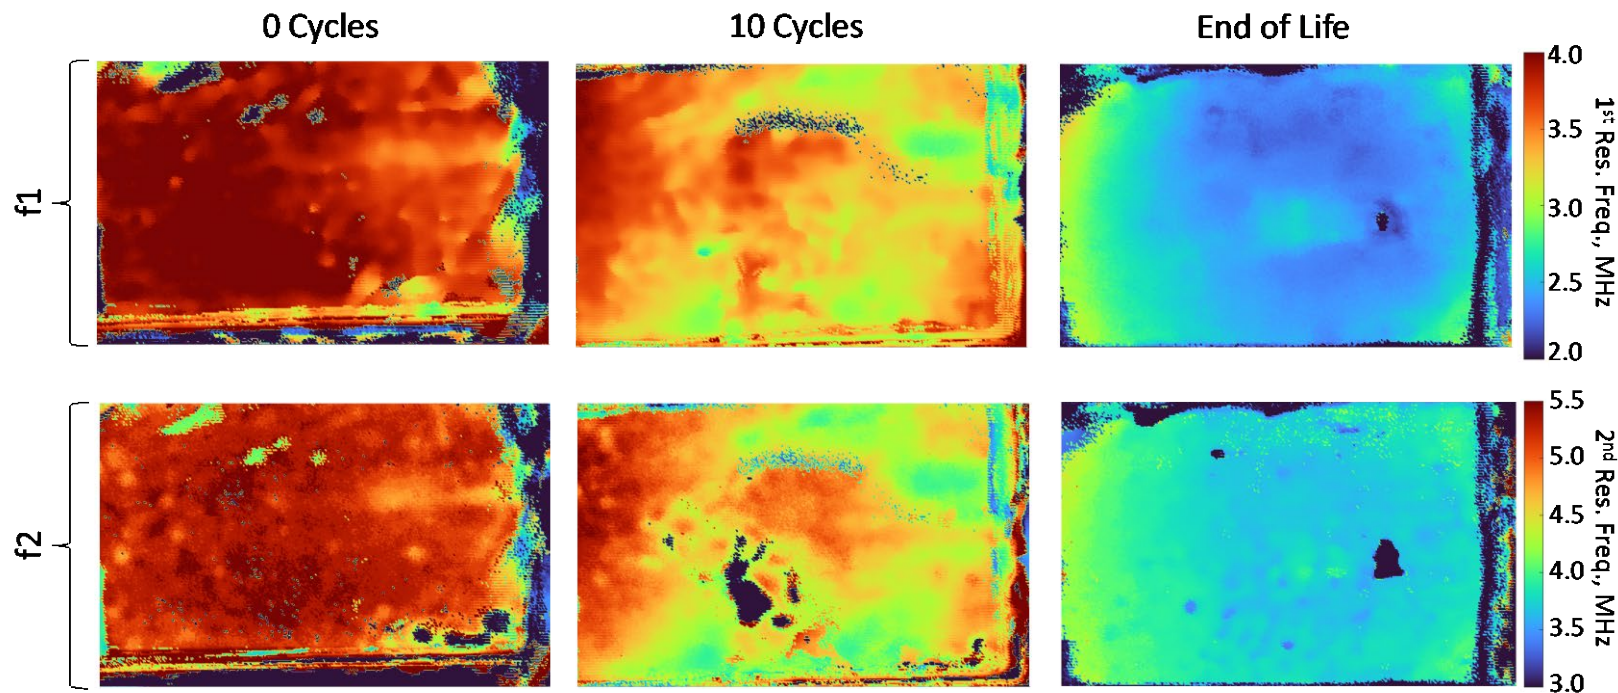 0 Cycles
10 Cycles
End of Life
f1
4.0
3.5
3.0
2.5
2.0
1st Res. Freq., MHz
f2
5.5
5.0
4.5
4.0
3.5
3.0
2nd Res. Freq., MHz